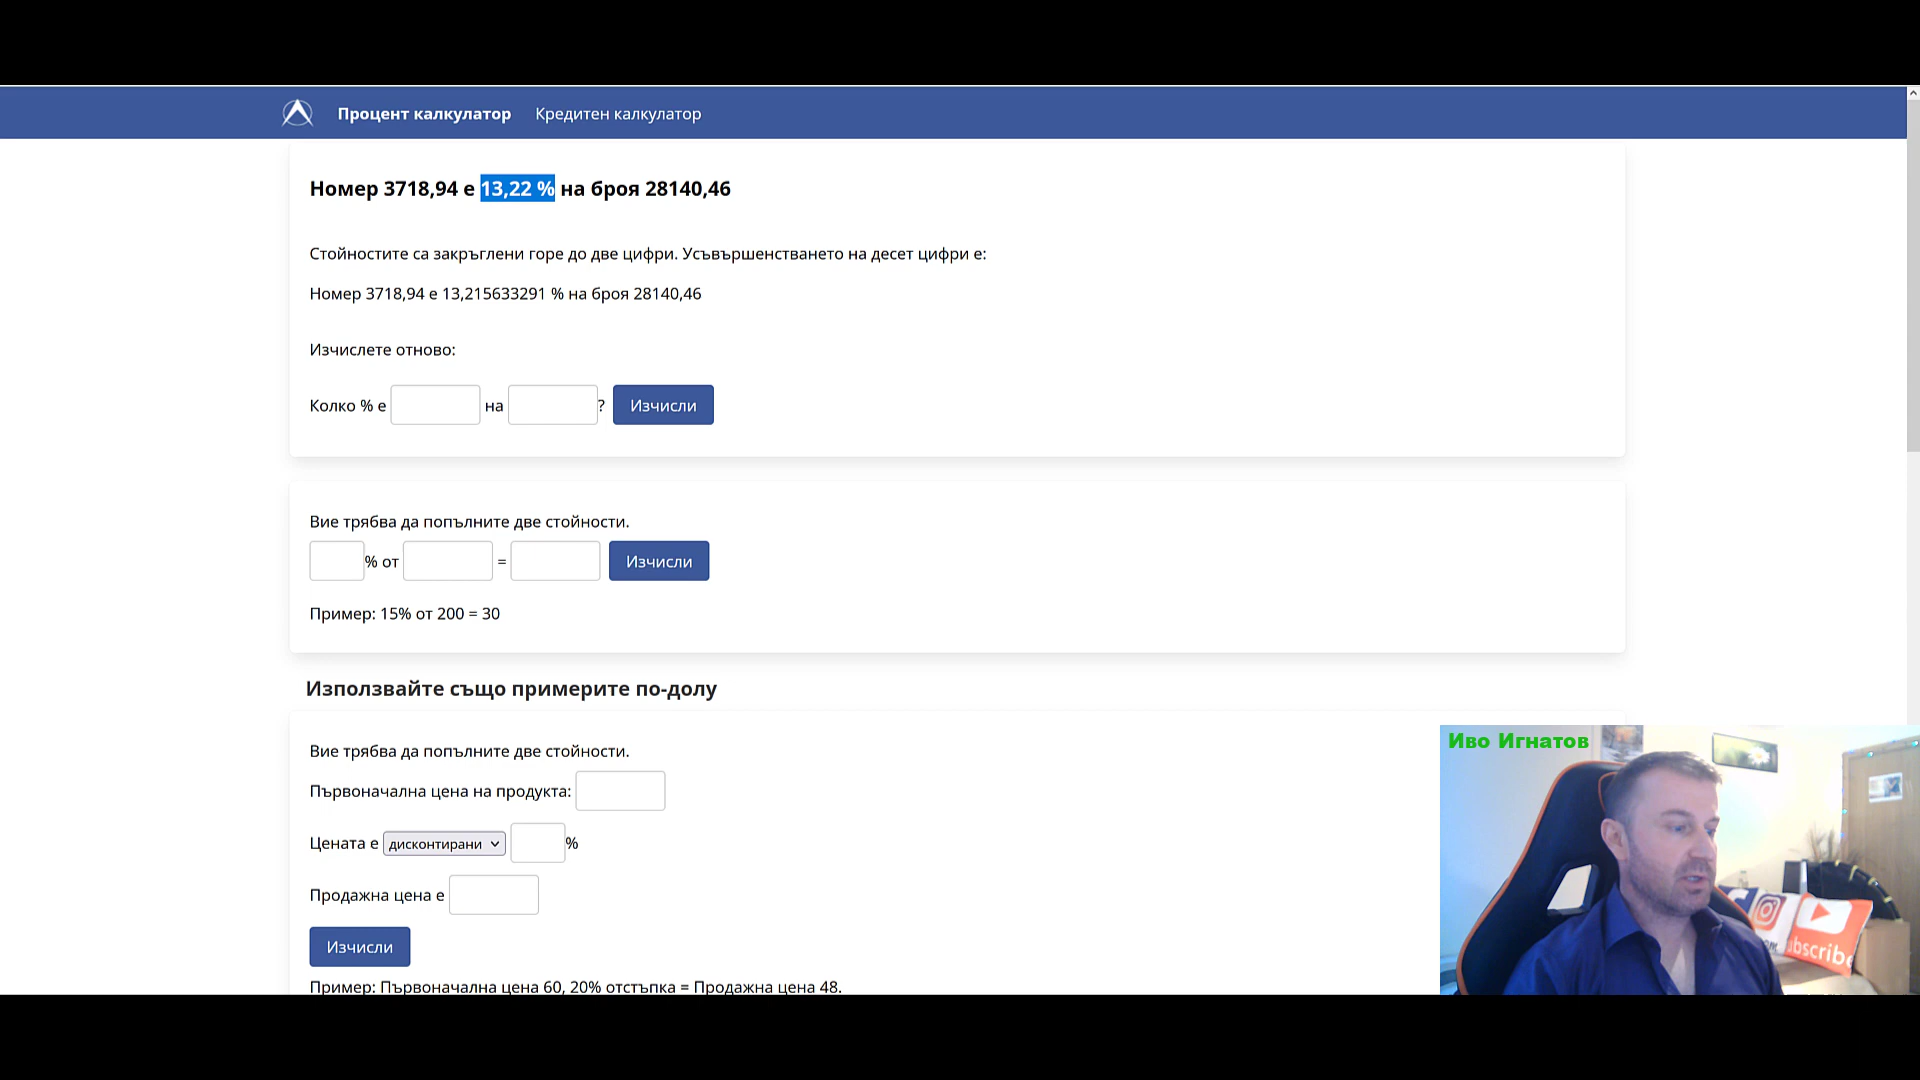 Процент калкулатор Кредитен калкулатор
Номер 3718,94 е 13,22 % на броя 28140,46
Стойностите са закръглени горе до две цифри. Усъвършенстването на десет цифри е:
Номер 3718,94 е 13,215633291 % на броя 28140,46
Изчислете отново:
Колко % е на ? Изчисли
Вие трябва да попълните две стойности.
% от = Изчисли
Пример: 15% от 200 = 30
Използвайте също примерите по-долу
Вие трябва да попълните две стойности.
Първоначална цена на продукта:
Цената е дисконтирани %
Продажна цена е
Изчисли
Пример: Първоначална цена 60, 20% отстъпка = Продажна цена 48.
Иво Игнатов